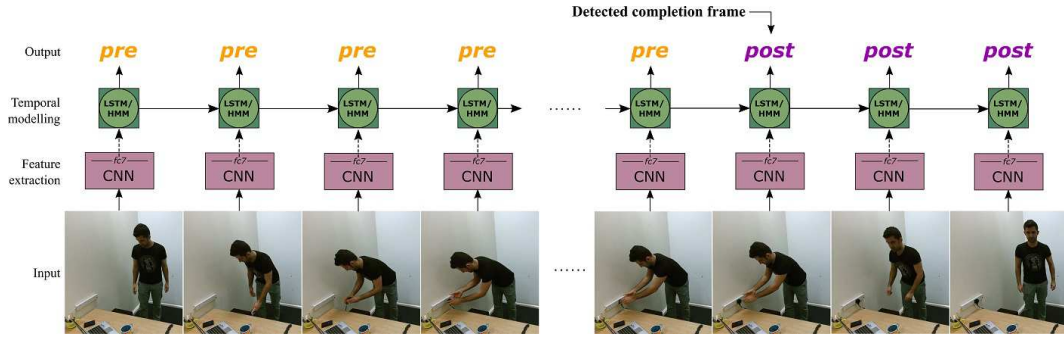 Detected completion frame
Output pre pre pre pre pre post post post
Temporal modelling LSTM/HMM LSTM/HMM LSTM/HMM LSTM/HMM ...... LSTM/HMM LSTM/HMM LSTM/HMM LSTM/HMM
Feature extraction fc7 CNN fc7 CNN fc7 CNN fc7 CNN fc7 CNN fc7 CNN fc7 CNN fc7 CNN
Input ......